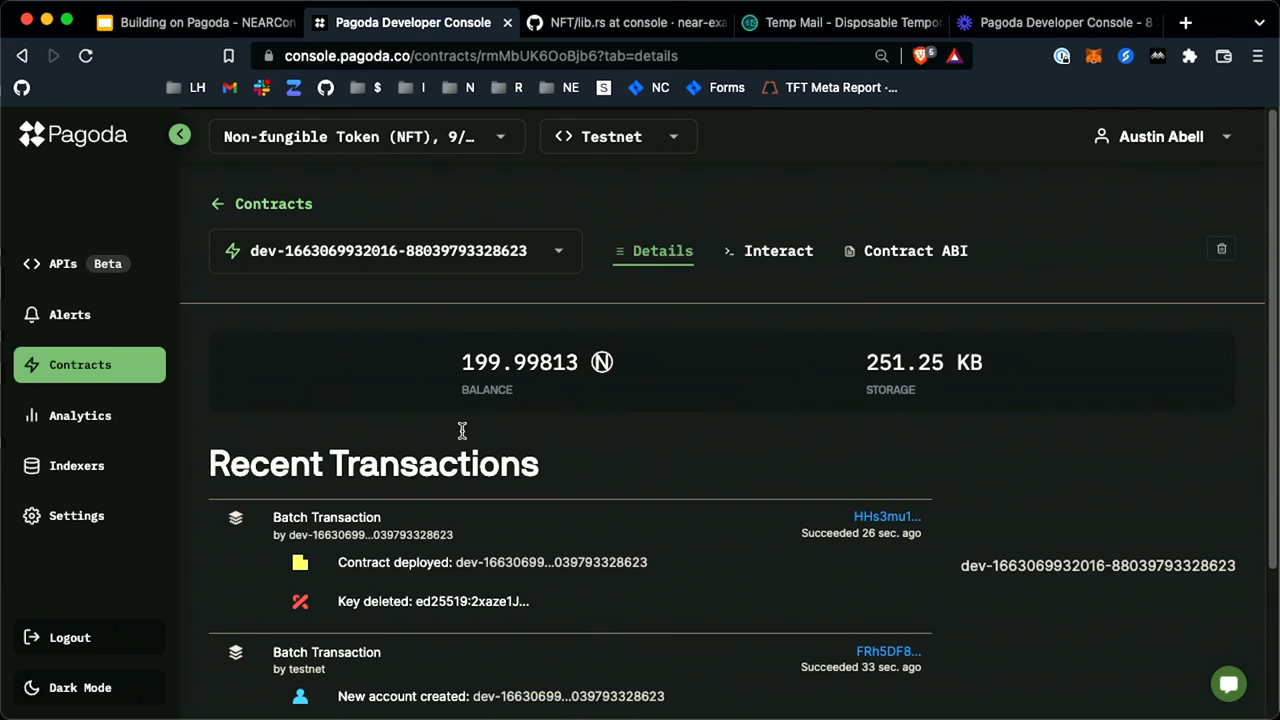 Building on Pagoda - NEARCon
Pagoda Developer Console
NFT/lib.rs at console · near-exa
Temp Mail - Disposable Tempor
Pagoda Developer Console - 8
console.pagoda.co/contracts/rmMbUK6OoBjb6?tab=details
5
LH
$
I
N
R
NE
S
NC
Forms
TFT Meta Report ·...
Pagoda
Non-fungible Token (NFT), 9/...
<> Testnet
Austin Abell
← Contracts
dev-1663069932016-88039793328623
Details
Interact
Contract ABI
APIs
Beta
Alerts
Contracts
Analytics
Indexers
Settings
Logout
Dark Mode
199.99813 Ⓝ
BALANCE
251.25 KB
STORAGE
Recent Transactions
Batch Transaction
by dev-16630699...039793328623
HHs3mu1...
Succeeded 26 sec. ago
Contract deployed: dev-16630699...039793328623
Key deleted: ed25519:2xaze1J...
dev-1663069932016-88039793328623
Batch Transaction
by testnet
FRh5DF8...
Succeeded 33 sec. ago
New account created: dev-16630699...039793328623